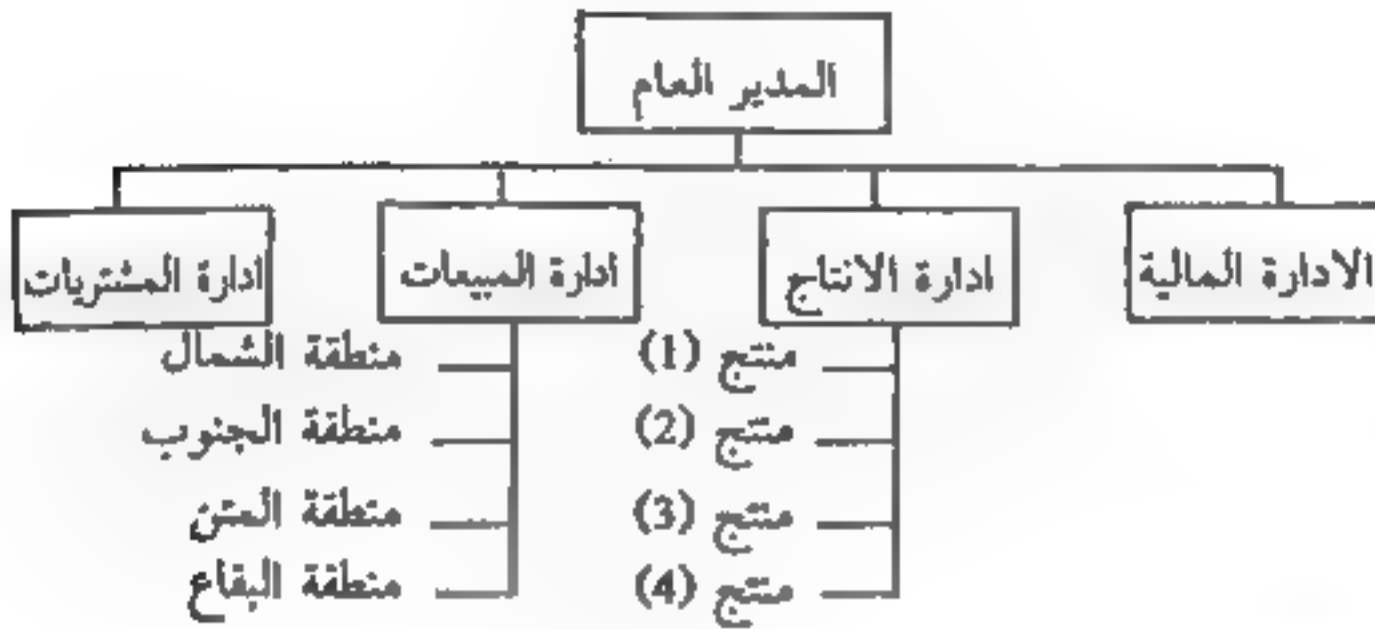 المدير العام
الادارة المالية
ادارة الانتاج
ادارة المبيعات
ادارة المشتريات
منتج (1)
منتج (2)
منتج (3)
منتج (4)
منطقة الشمال
منطقة الجنوب
منطقة المتن
منطقة البقاع